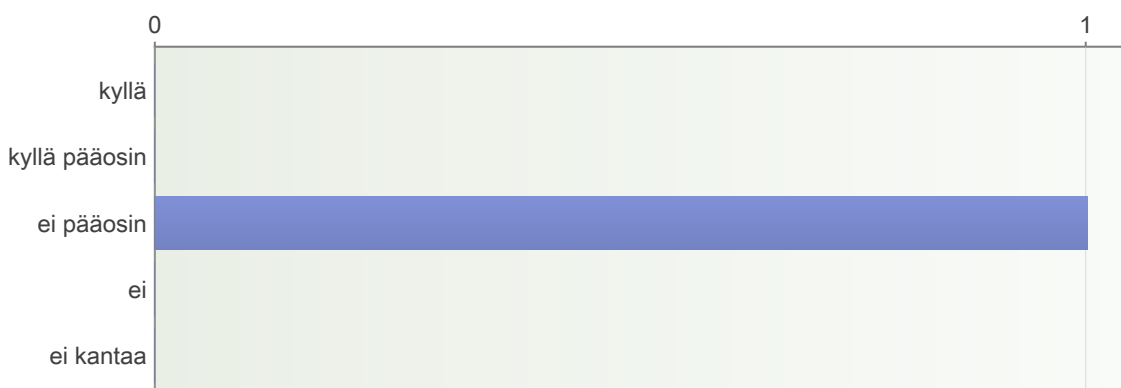 0 1
kyllä
kyllä pääosin
ei pääosin
ei
ei kantaa